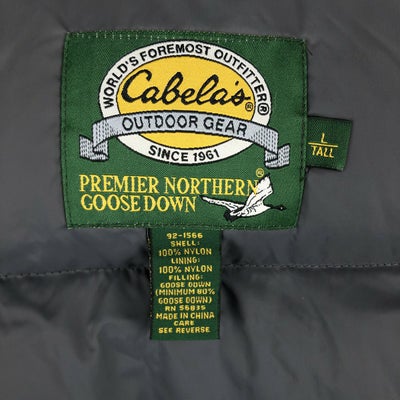 WORLD'S FOREMOST OUTFITTER®
Cabela's®
OUTDOOR GEAR
SINCE 1961
PREMIER NORTHERN®
GOOSE DOWN
L
TALL
92-1566
SHELL:
100% NYLON
LINING:
100% NYLON
FILLING:
GOOSE DOWN
(MINIMUM 80%
GOOSE DOWN)
RN 56835
MADE IN CHINA
CARE
SEE REVERSE